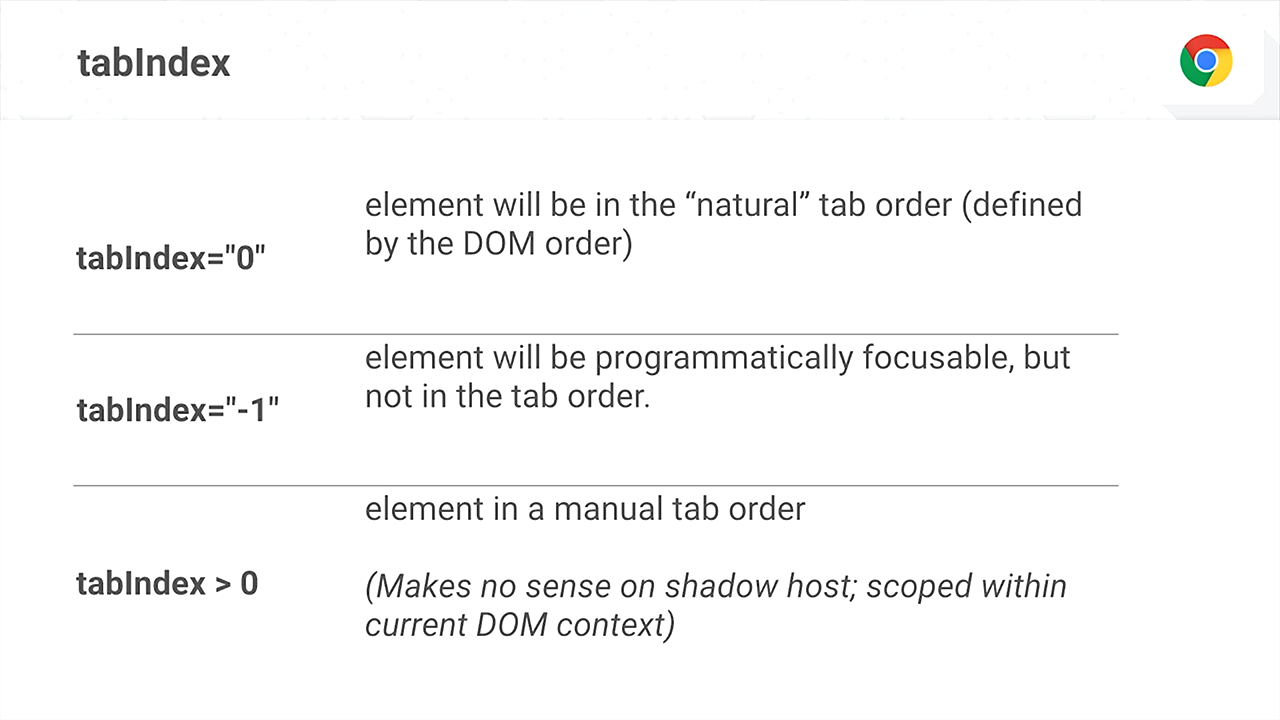 tabIndex
tabIndex="0"
element will be in the “natural” tab order (defined
by the DOM order)
tabIndex="-1"
element will be programmatically focusable, but
not in the tab order.
tabIndex > 0
element in a manual tab order
(Makes no sense on shadow host; scoped within
current DOM context)